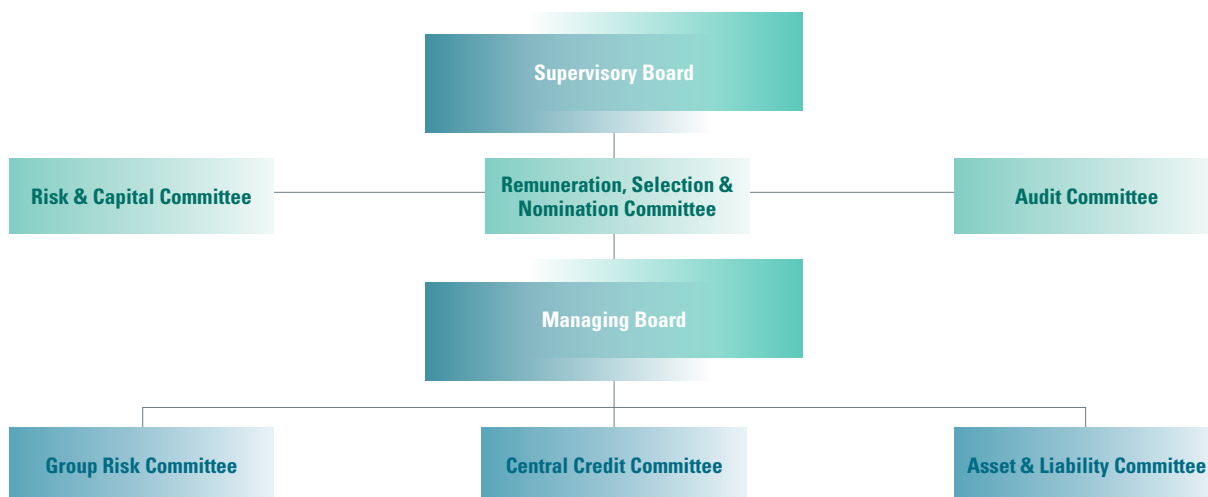 Supervisory Board
Risk & Capital Committee
Remuneration, Selection &
Nomination Committee
Audit Committee
Managing Board
Group Risk Committee
Central Credit Committee
Asset & Liability Committee